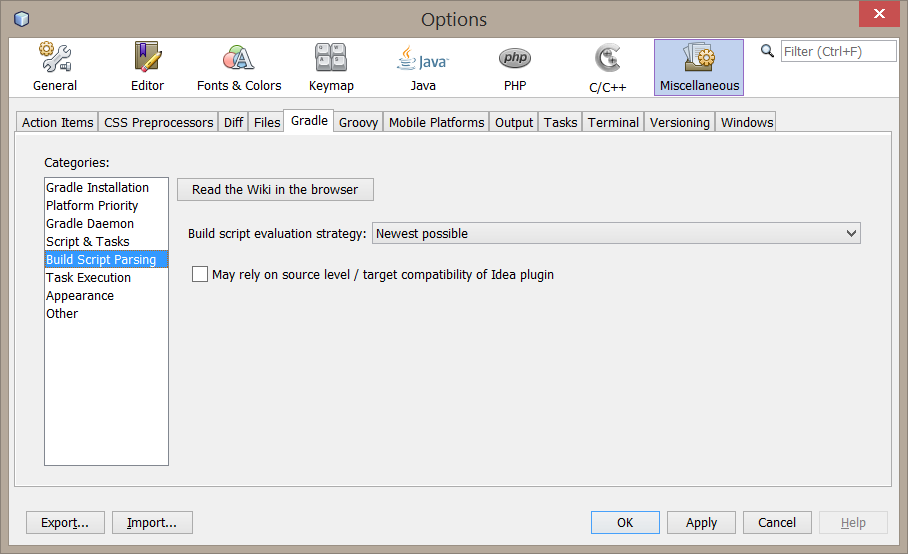 Options
General
Editor
Fonts & Colors
Keymap
Java
Java
php
PHP
C
C/C++
Miscellaneous
Filter (Ctrl+F)
Action Items
CSS Preprocessors
Diff
Files
Gradle
Groovy
Mobile Platforms
Output
Tasks
Terminal
Versioning
Windows
Categories:
Gradle Installation
Platform Priority
Gradle Daemon
Script & Tasks
Build Script Parsing
Task Execution
Appearance
Other
Read the Wiki in the browser
Build script evaluation strategy: Newest possible
May rely on source level / target compatibility of Idea plugin
Export...
Import...
OK
Apply
Cancel
Help